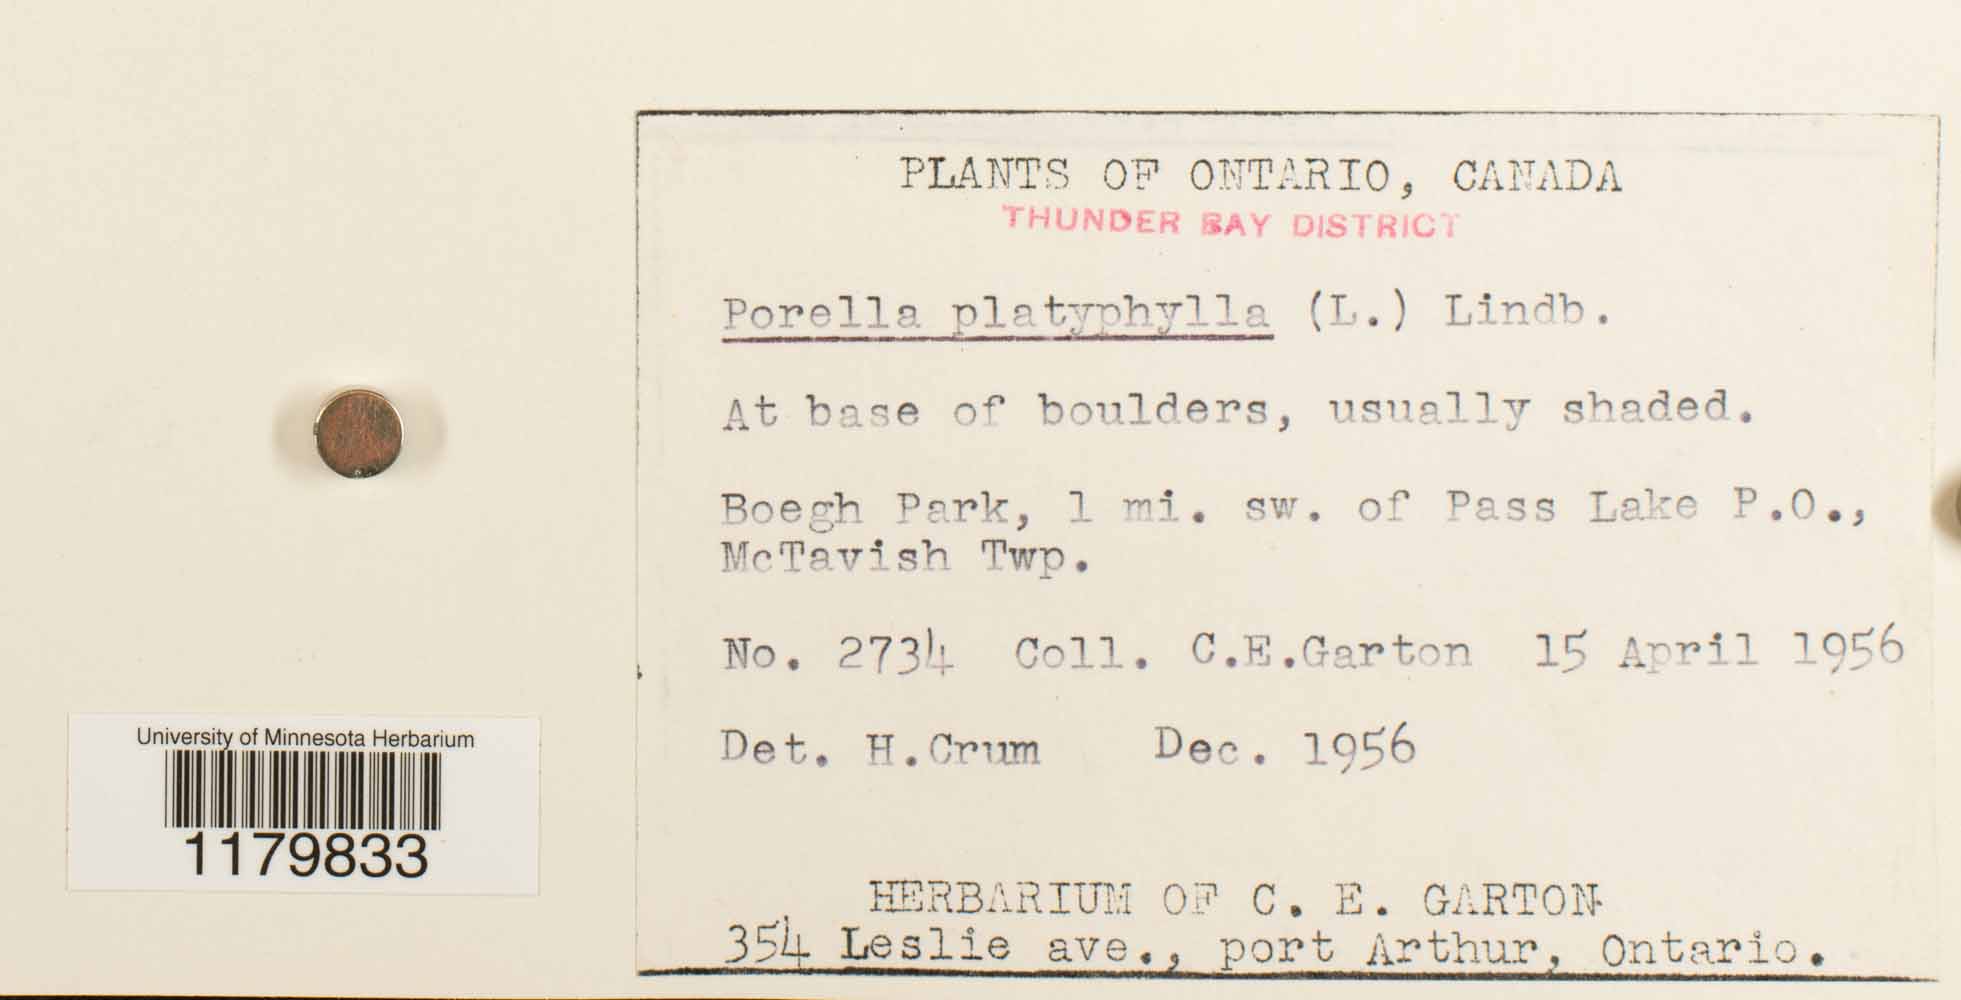 PLANTS OF ONTARIO, CANADA
THUNDER BAY DISTRICT
Porella platyphylla (L.) Lindb.
At base of boulders, usually shaded.
Boegh Park, 1 mi. sw. of Pass Lake P.O.,
McTavish Twp.
No. 2734 Coll. C.E.Garton 15 April 1956
Det. H.Crum Dec. 1956
HERBARIUM OF C. E. GARTON
354 Leslie ave., port Arthur, Ontario.
University of Minnesota Herbarium
1179833